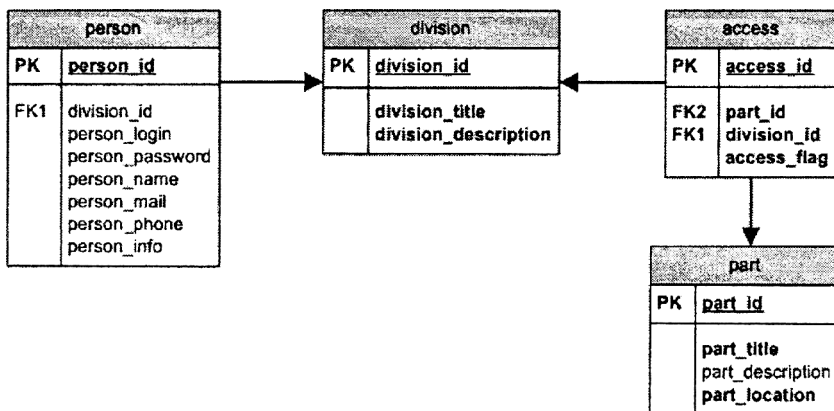 person
PK person_id
FK1 division_id
person_login
person_password
person_name
person_mail
person_phone
person_info
division
PK division_id
division_title
division_description
access
PK access_id
FK2 part_id
FK1 division_id
access_flag
part
PK part_id
part_title
part_description
part_location